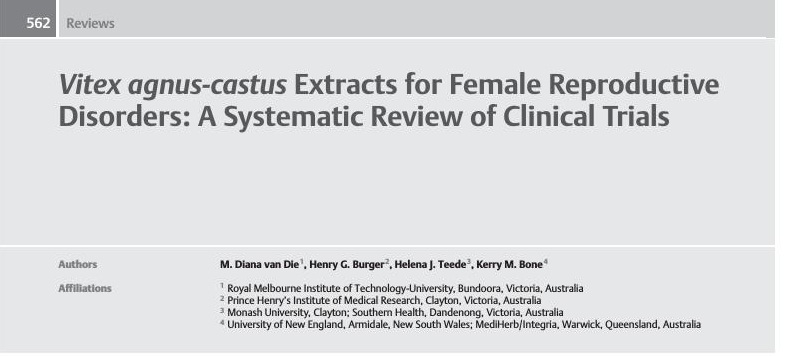 562 Reviews
Vitex agnus-castus Extracts for Female Reproductive
Disorders: A Systematic Review of Clinical Trials
Authors M. Diana van Die¹, Henry G. Burger², Helena J. Teede³, Kerry M. Bone⁴
Affiliations ¹ Royal Melbourne Institute of Technology-University, Bundoora, Victoria, Australia
² Prince Henry's Institute of Medical Research, Clayton, Victoria, Australia
³ Monash University, Clayton; Southern Health, Dandenong, Victoria, Australia
⁴ University of New England, Armidale, New South Wales; MediHerb/Integria, Warwick, Queensland, Australia